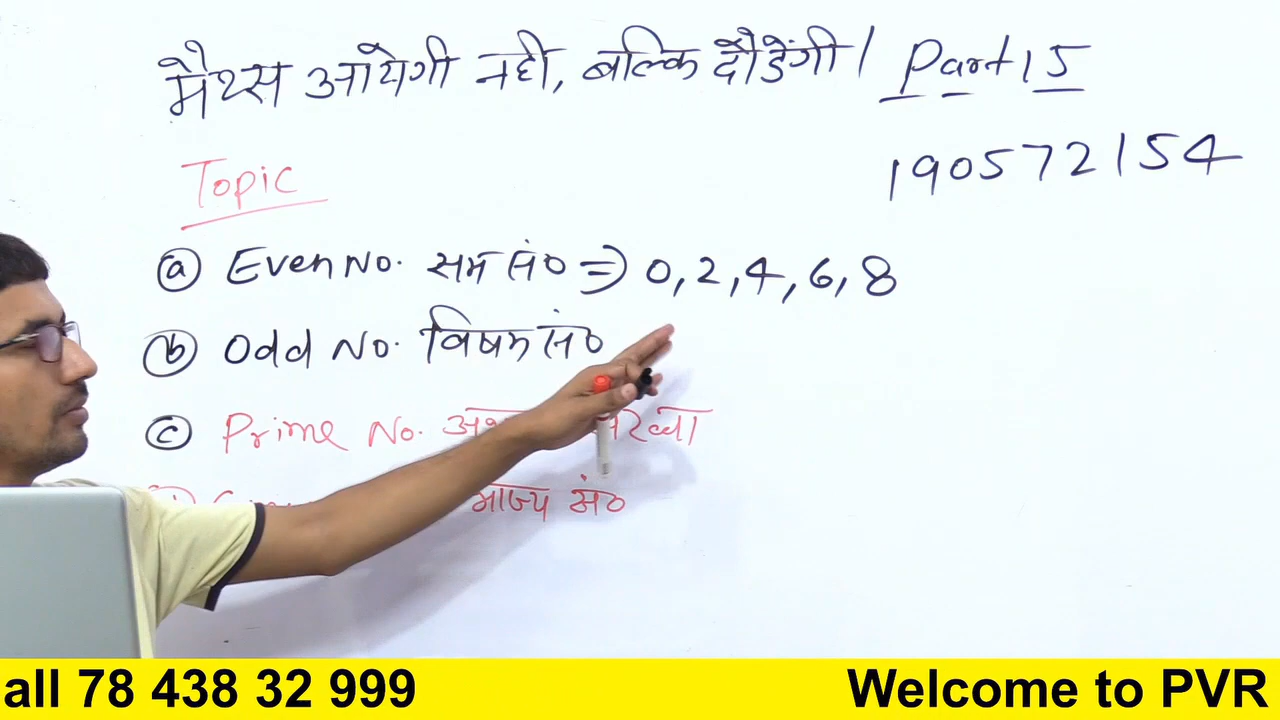 मैथ्स आयेगी नही, बल्कि दौडेंगी। Part 15
190572154
Topic
(a) Even No. सम सं० => 0, 2, 4, 6, 8
(b) Odd No. विषम सं०
(c) Prime No.
भाज्य सं०
all 78 438 32 999
Welcome to PVR